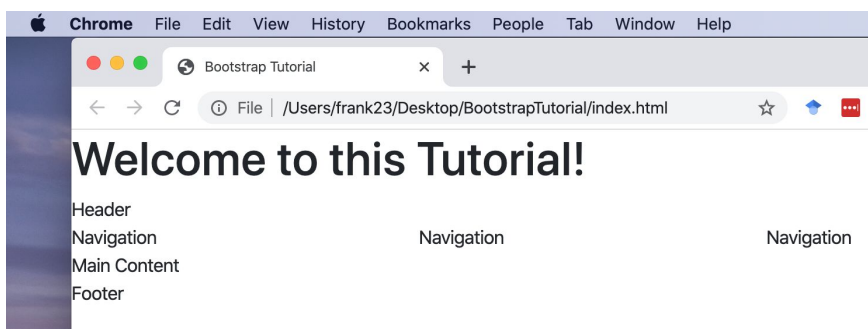 Chrome File Edit View History Bookmarks People Tab Window Help
Bootstrap Tutorial
File | /Users/frank23/Desktop/BootstrapTutorial/index.html
Welcome to this Tutorial!
Header
Navigation Navigation Navigation
Main Content
Footer